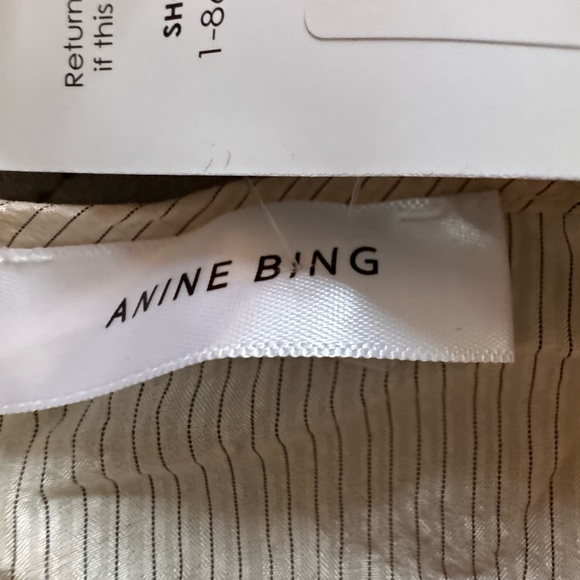 Return
if this
SH
1-8
ANINE BING